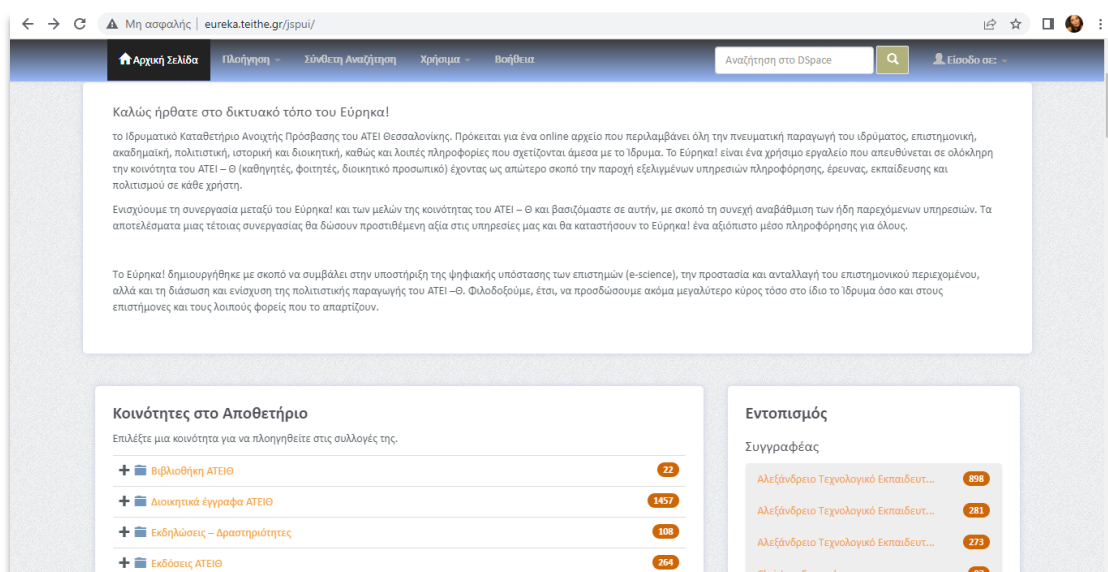 Μη ασφαλής | eureka.teithe.gr/jspui/
Αρχική Σελίδα Πλοήγηση Σύνθετη Αναζήτηση Χρήσιμα Βοήθεια Αναζήτηση στο DSpace Είσοδο σε:
Καλώς ήρθατε στο δικτυακό τόπο του Εύρηκα!
το Ιδρυματικό Καταθετήριο Ανοιχτής Πρόσβασης του ΑΤΕΙ Θεσσαλονίκης. Πρόκειται για ένα online αρχείο που περιλαμβάνει όλη την πνευματική παραγωγή του ιδρύματος, επιστημονική,
ακαδημαϊκή, πολιτιστική, ιστορική και διοικητική, καθώς και λοιπές πληροφορίες που σχετίζονται άμεσα με το Ίδρυμα. Το Εύρηκα! είναι ένα χρήσιμο εργαλείο που απευθύνεται σε ολόκληρη
την κοινότητα του ΑΤΕΙ – Θ (καθηγητές, φοιτητές, διοικητικό προσωπικό) έχοντας ως απώτερο σκοπό την παροχή εξελιγμένων υπηρεσιών πληροφόρησης, έρευνας, εκπαίδευσης και
πολιτισμού σε κάθε χρήστη.
Ενισχύουμε τη συνεργασία μεταξύ του Εύρηκα! και των μελών της κοινότητας του ΑΤΕΙ – Θ και βασιζόμαστε σε αυτήν, με σκοπό τη συνεχή αναβάθμιση των ήδη παρεχόμενων υπηρεσιών. Τα
αποτελέσματα μιας τέτοιας συνεργασίας θα δώσουν προστιθέμενη αξία στις υπηρεσίες μας και θα καταστήσουν το Εύρηκα! ένα αξιόπιστο μέσο πληροφόρησης για όλους.
Το Εύρηκα! δημιουργήθηκε με σκοπό να συμβάλει στην υποστήριξη της ψηφιακής υπόστασης των επιστημών (e-science), την προστασία και ανταλλαγή του επιστημονικού περιεχομένου,
αλλά και τη διάσωση και ενίσχυση της πολιτιστικής παραγωγής του ΑΤΕΙ –Θ. Φιλοδοξούμε, έτσι, να προσδώσουμε ακόμα μεγαλύτερο κύρος τόσο στο ίδιο το Ίδρυμα όσο και στους
επιστήμονες και τους λοιπούς φορείς που το απαρτίζουν.
Κοινότητες στο Αποθετήριο
Επιλέξτε μια κοινότητα για να πλοηγηθείτε στις συλλογές της.
Βιβλιοθήκη ΑΤΕΙΘ 22
Διοικητικά έγγραφα ΑΤΕΙΘ 1457
Εκδηλώσεις – Δραστηριότητες 108
Εκδόσεις ΑΤΕΙΘ 264
Εντοπισμός
Συγγραφέας
Αλεξάνδρειο Τεχνολογικό Εκπαιδευτ... 898
Αλεξάνδρειο Τεχνολογικό Εκπαιδευτ... 281
Αλεξάνδρειο Τεχνολογικό Εκπαιδευτ... 273